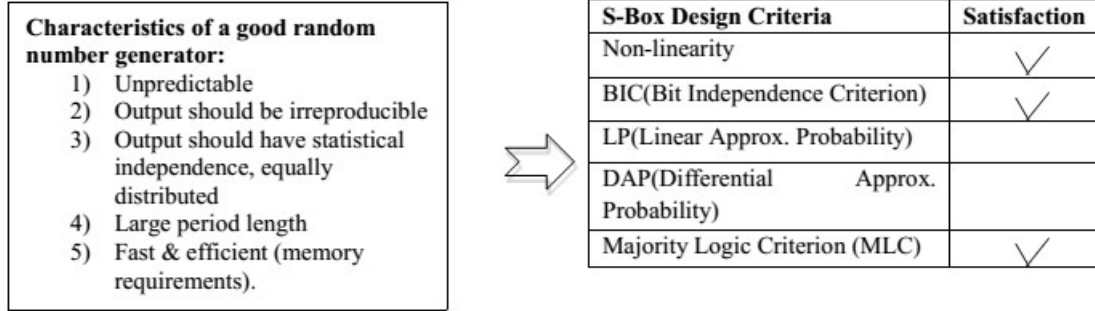 Characteristics of a good random
number generator:
1) Unpredictable
2) Output should be irreproducible
3) Output should have statistical
independence, equally
distributed
4) Large period length
5) Fast & efficient (memory
requirements).
S-Box Design Criteria Satisfaction
Non-linearity ✓
BIC(Bit Independence Criterion) ✓
LP(Linear Approx. Probability)
DAP(Differential Approx.
Probability)
Majority Logic Criterion (MLC) ✓